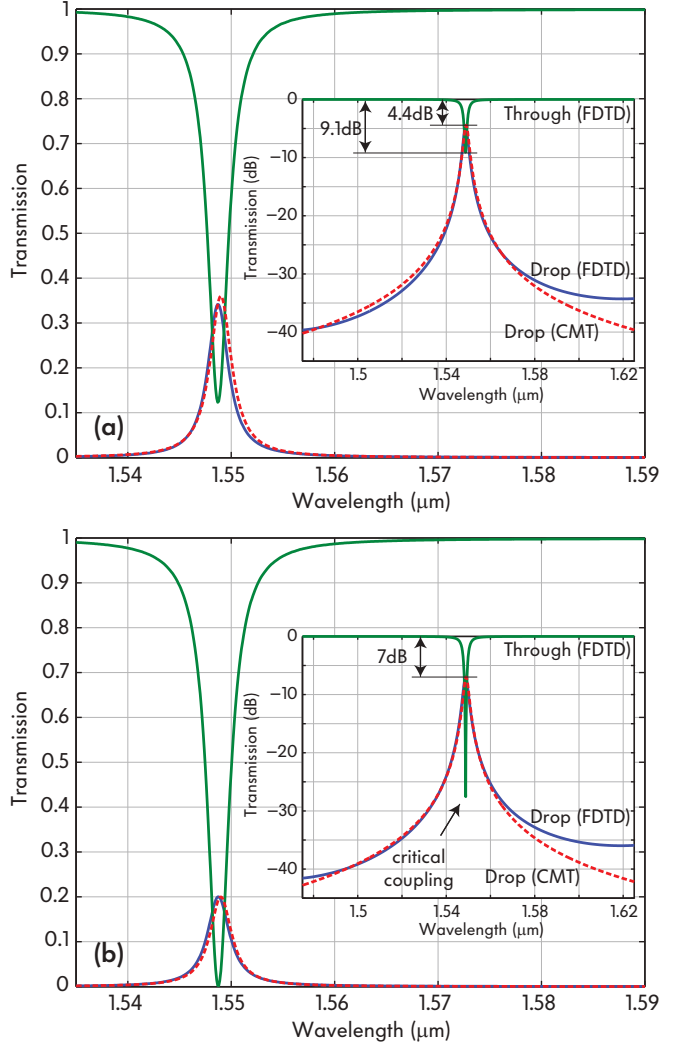 1
0.9
0.8
0.7
0.6
0.5
0.4
0.3
0.2
0.1
0
Transmission
1.54
1.55
1.56
1.57
1.58
1.59
Wavelength (μm)
(a)
0
−10
−20
−30
−40
Transmission (dB)
4.4dB
9.1dB
Through (FDTD)
Drop (FDTD)
Drop (CMT)
1.5
1.54
1.58
1.62
Wavelength (μm)
1
0.9
0.8
0.7
0.6
0.5
0.4
0.3
0.2
0.1
0
Transmission
1.54
1.55
1.56
1.57
1.58
1.59
Wavelength (μm)
(b)
0
−10
−20
−30
−40
Transmission (dB)
7dB
Through (FDTD)
Drop (FDTD)
critical
coupling
Drop (CMT)
1.5
1.54
1.58
1.62
Wavelength (μm)